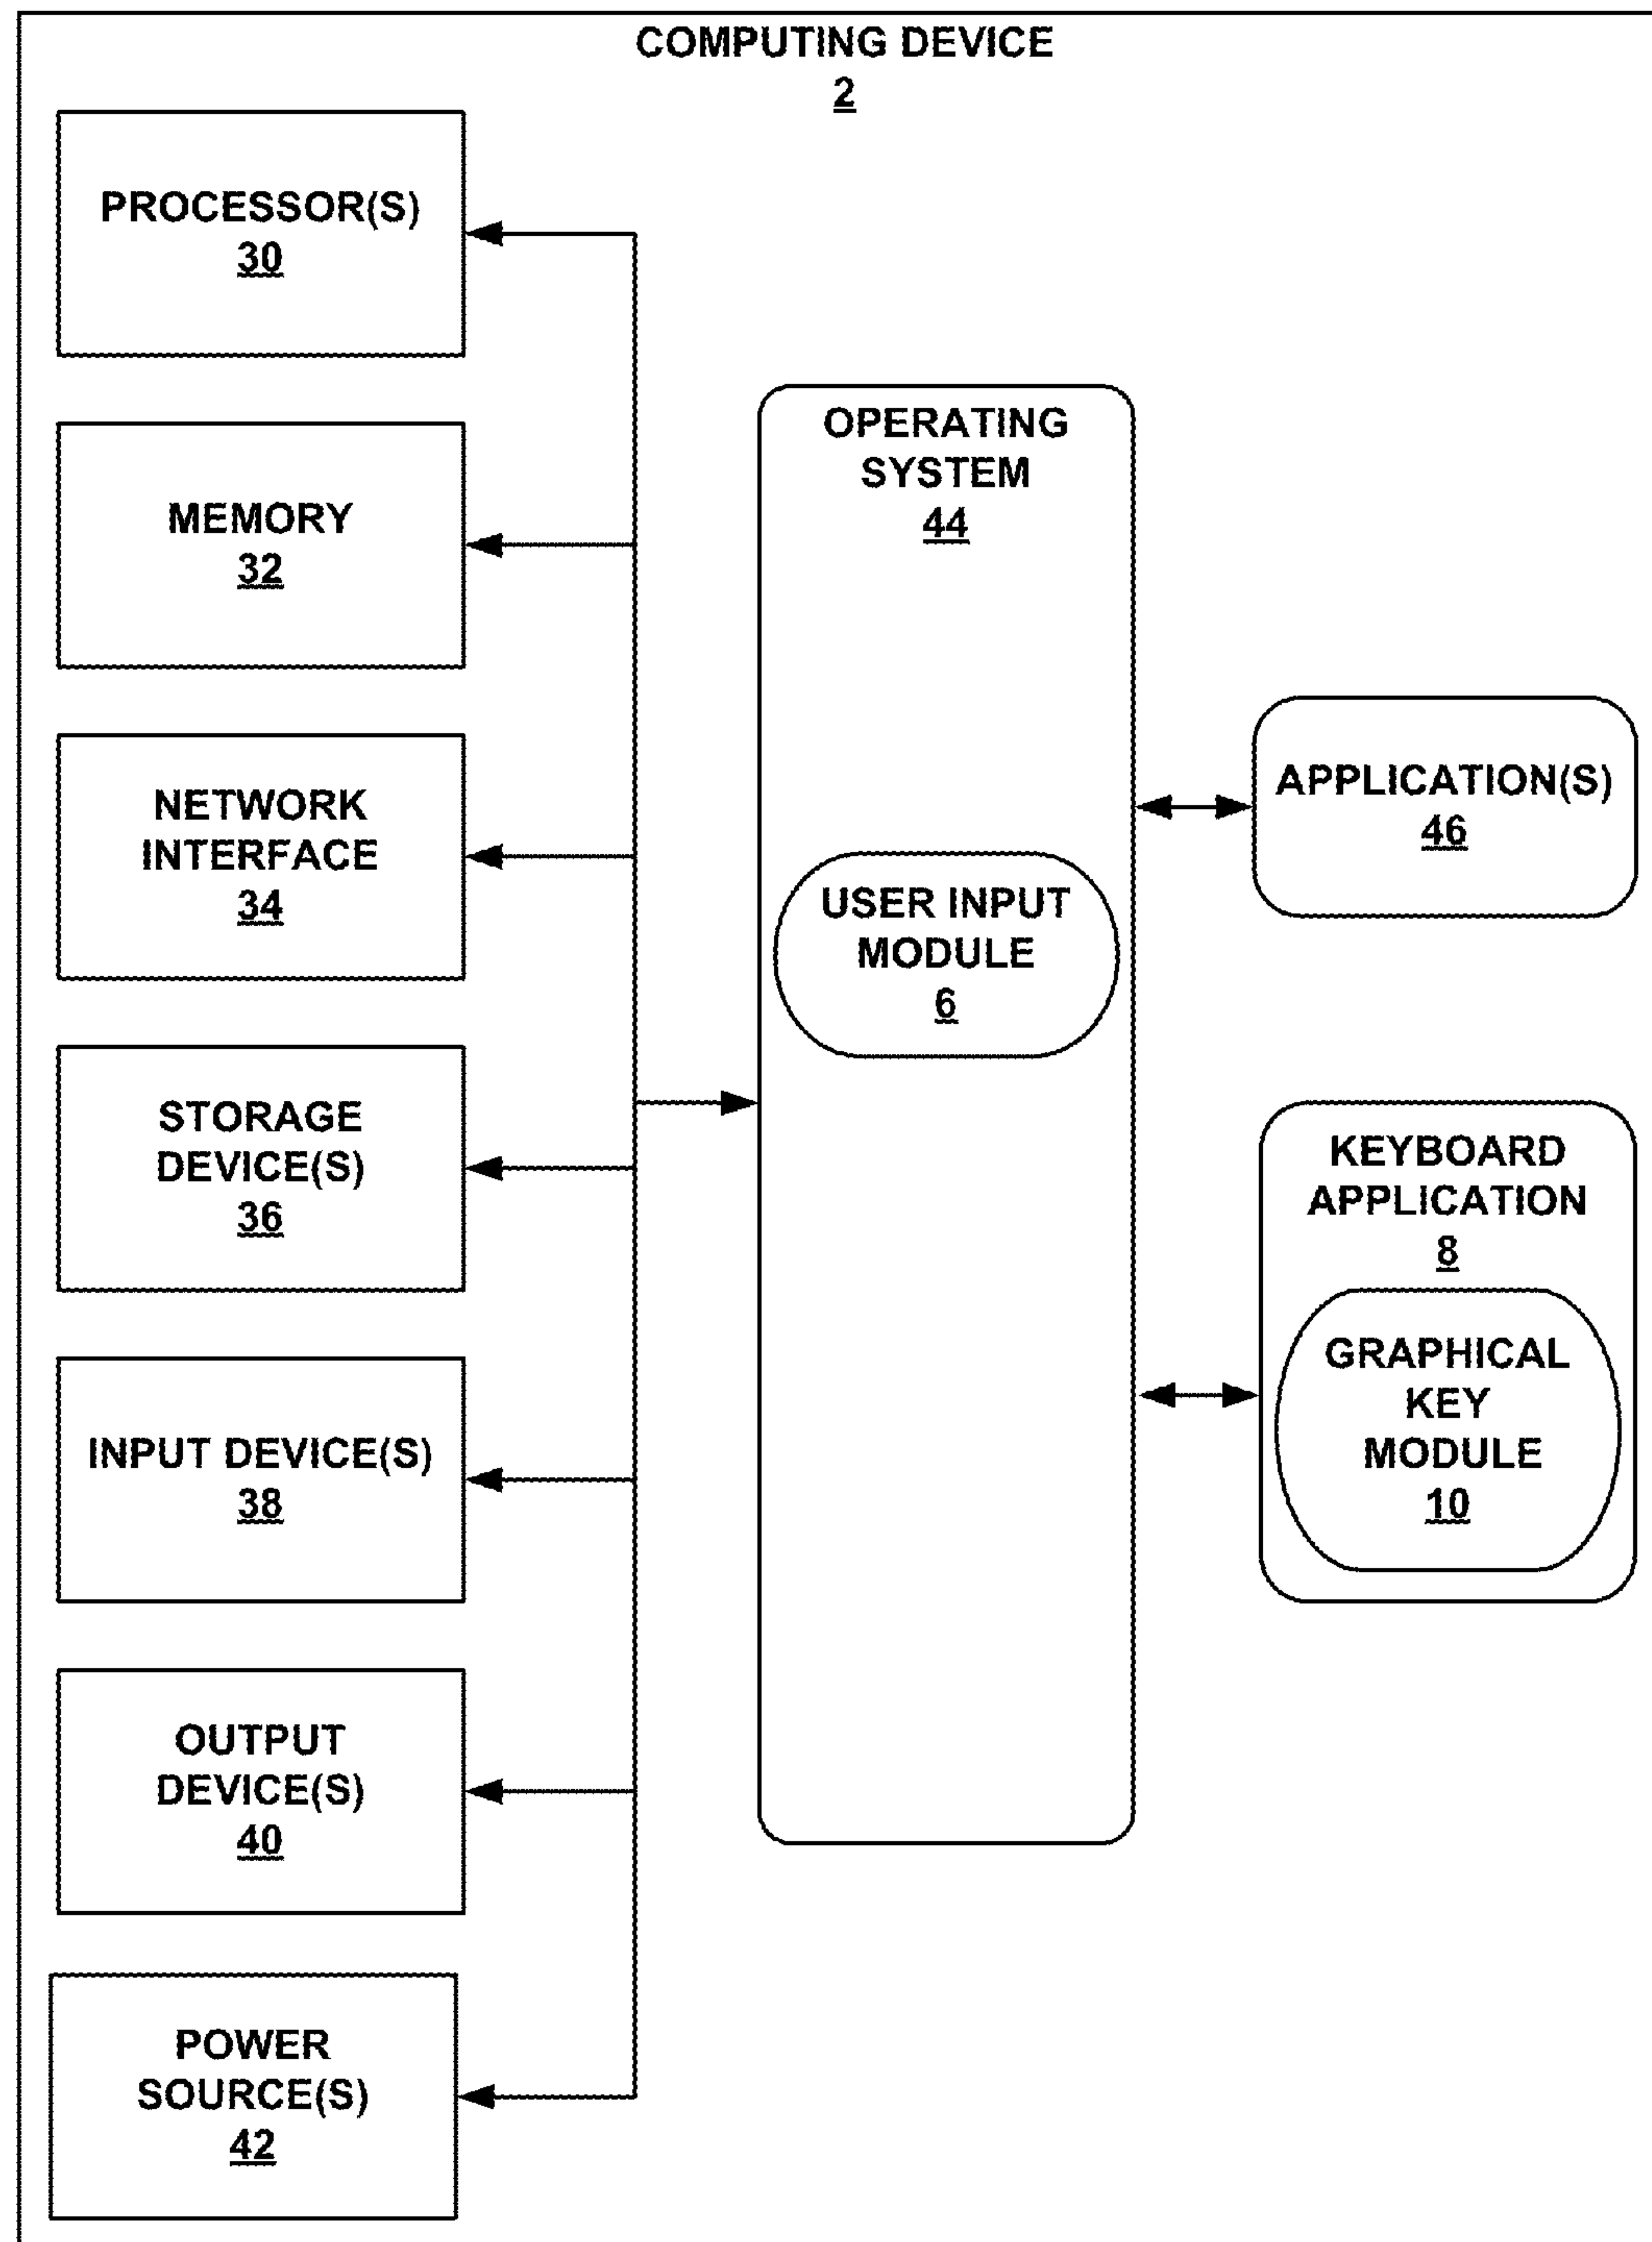 COMPUTING DEVICE
2
PROCESSOR(S)
30
MEMORY
32
NETWORK
INTERFACE
34
STORAGE
DEVICE(S)
36
INPUT DEVICE(S)
38
OUTPUT
DEVICE(S)
40
POWER
SOURCE(S)
42
OPERATING
SYSTEM
44
USER INPUT
MODULE
6
APPLICATION(S)
46
KEYBOARD
APPLICATION
8
GRAPHICAL
KEY
MODULE
10